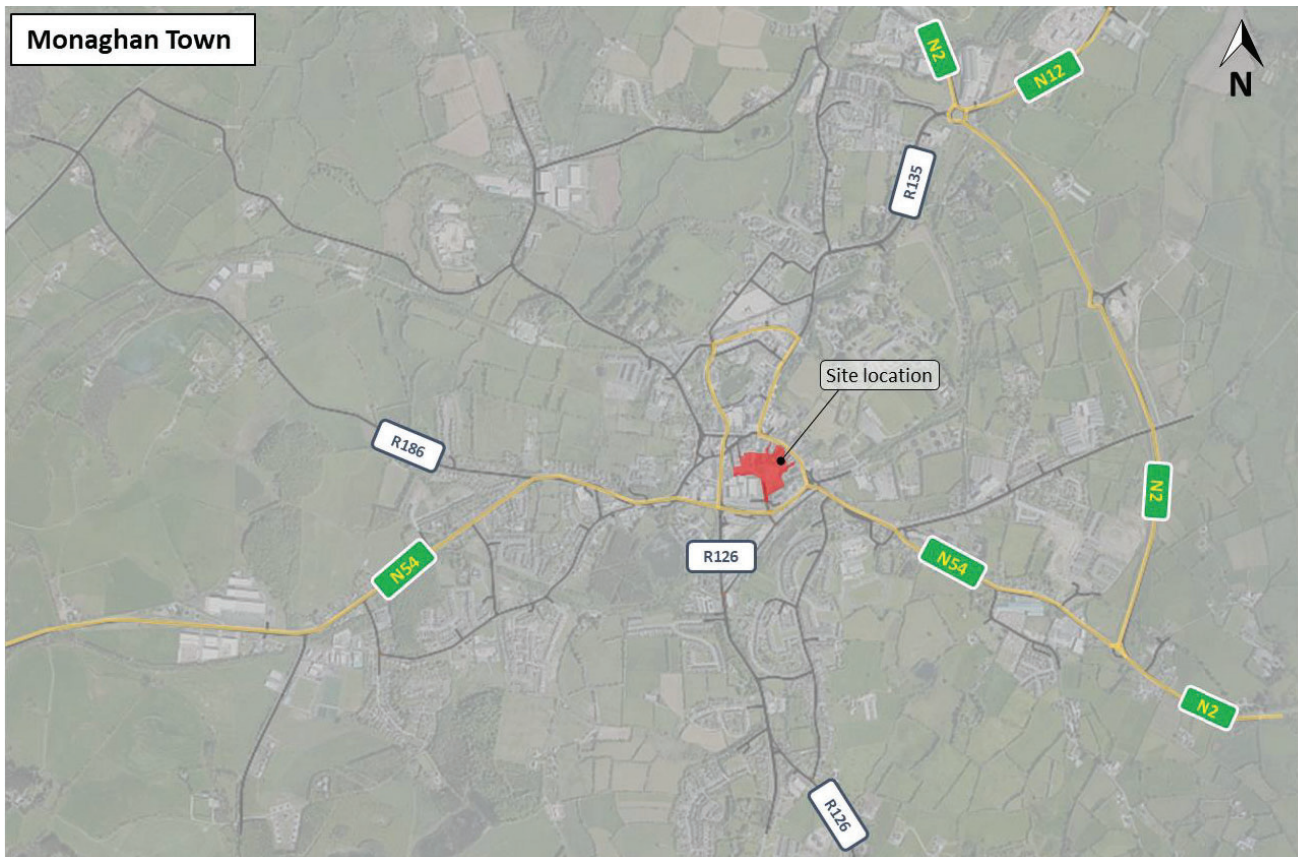 Monaghan Town
N2
N12
N
R135
Site location
R186
N2
R126
N54
N54
N2
R126